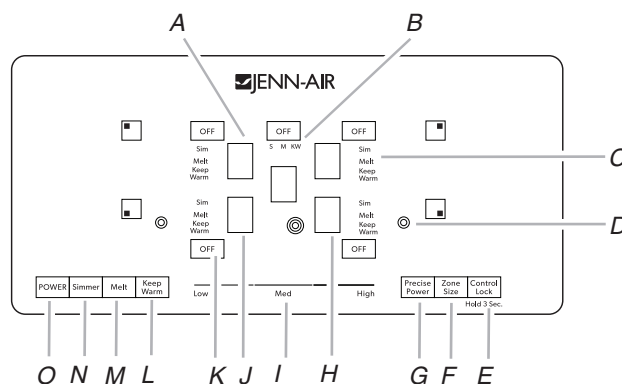 A B
JENN-AIR
OFF OFF OFF
S M KW
Sim Sim
Melt Melt
Keep Warm Keep Warm
C
Sim Sim
Melt Melt
Keep Warm Keep Warm
D
OFF OFF
POWER Simmer Melt Keep Warm
Low Med High
Precise Power Zone Size Control Lock
Hold 3 Sec.
O N M L K J I H G F E